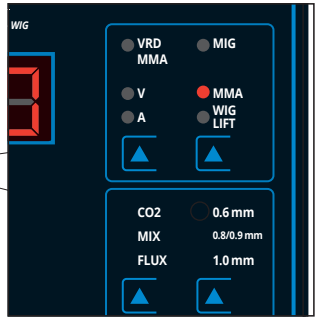 WIG
VRD
MMA
MIG
V
MMA
A
WIG
LIFT
CO2
0.6 mm
MIX
0.8/0.9 mm
FLUX
1.0 mm